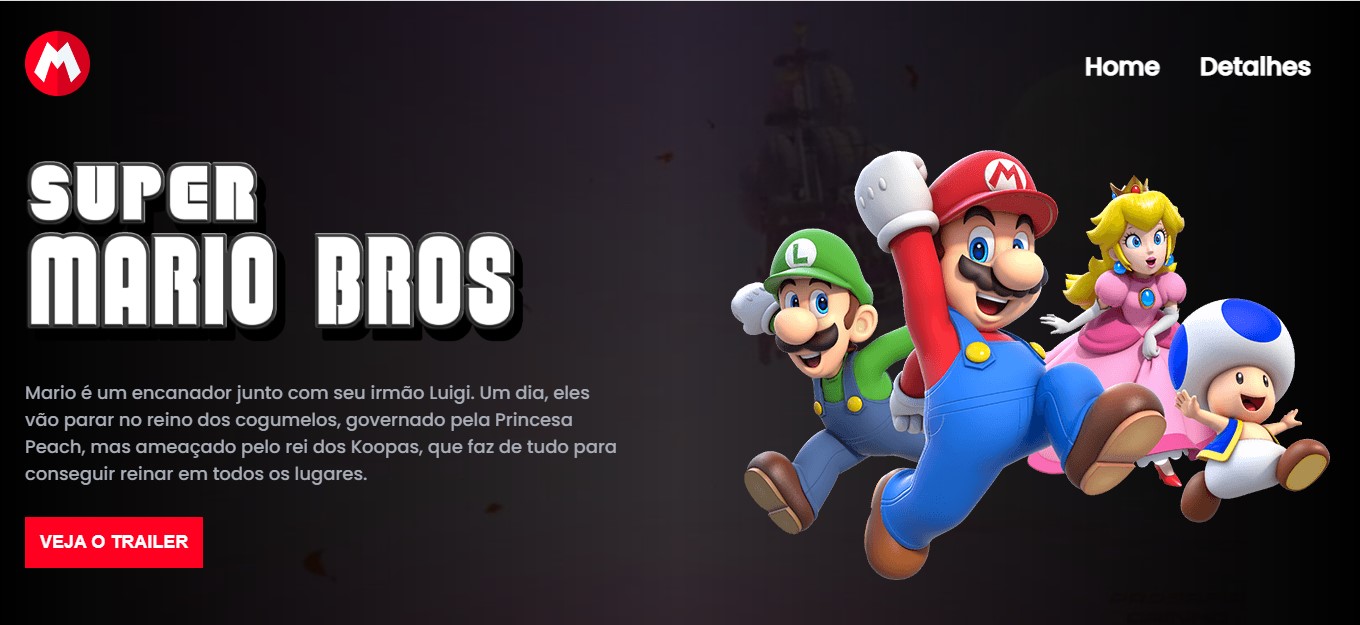 M
Home Detalhes
SUPER
MARIO BROS
M
L
Mario é um encanador junto com seu irmão Luigi. Um dia, eles
vão parar no reino dos cogumelos, governado pela Princesa
Peach, mas ameaçado pelo rei dos Koopas, que faz de tudo para
conseguir reinar em todos os lugares.
VEJA O TRAILER